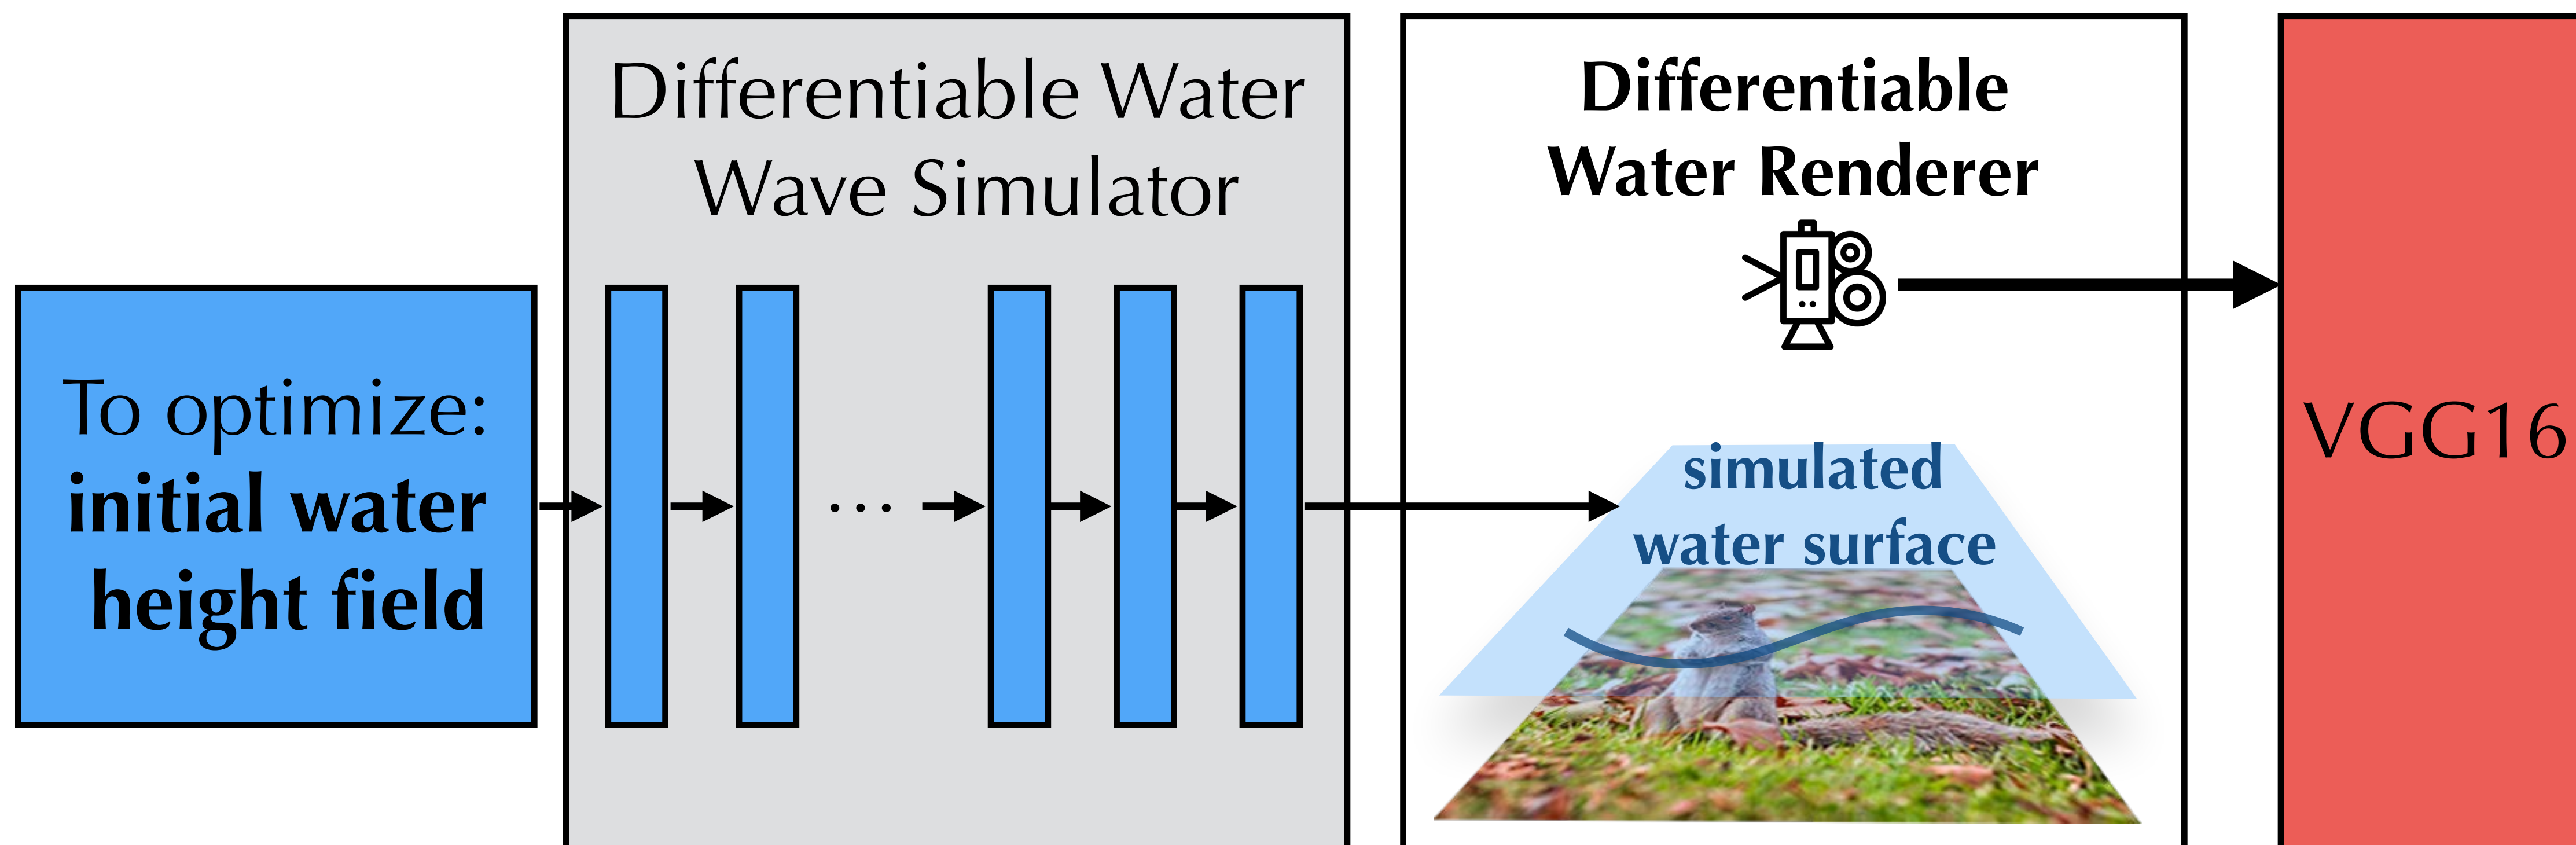 To optimize:
initial water
height field
Differentiable Water
Wave Simulator
...
Differentiable
Water Renderer
simulated
water surface
VGG16